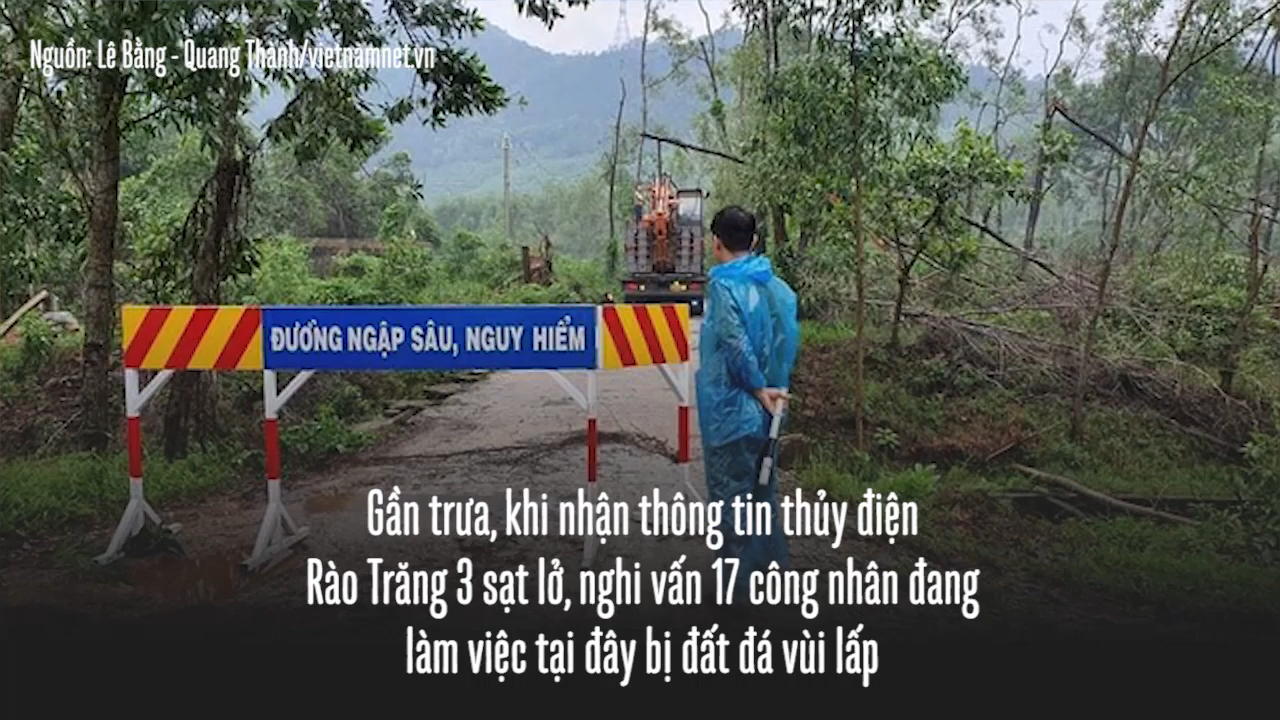 Nguồn: Lê Bằng - Quang Thành/vietnamnet.vn
ĐƯỜNG NGẬP SÂU, NGUY HIỂM
Gần trưa, khi nhận thông tin thủy điện
Rào Trăng 3 sạt lở, nghi vấn 17 công nhân đang
làm việc tại đây bị đất đá vùi lấp